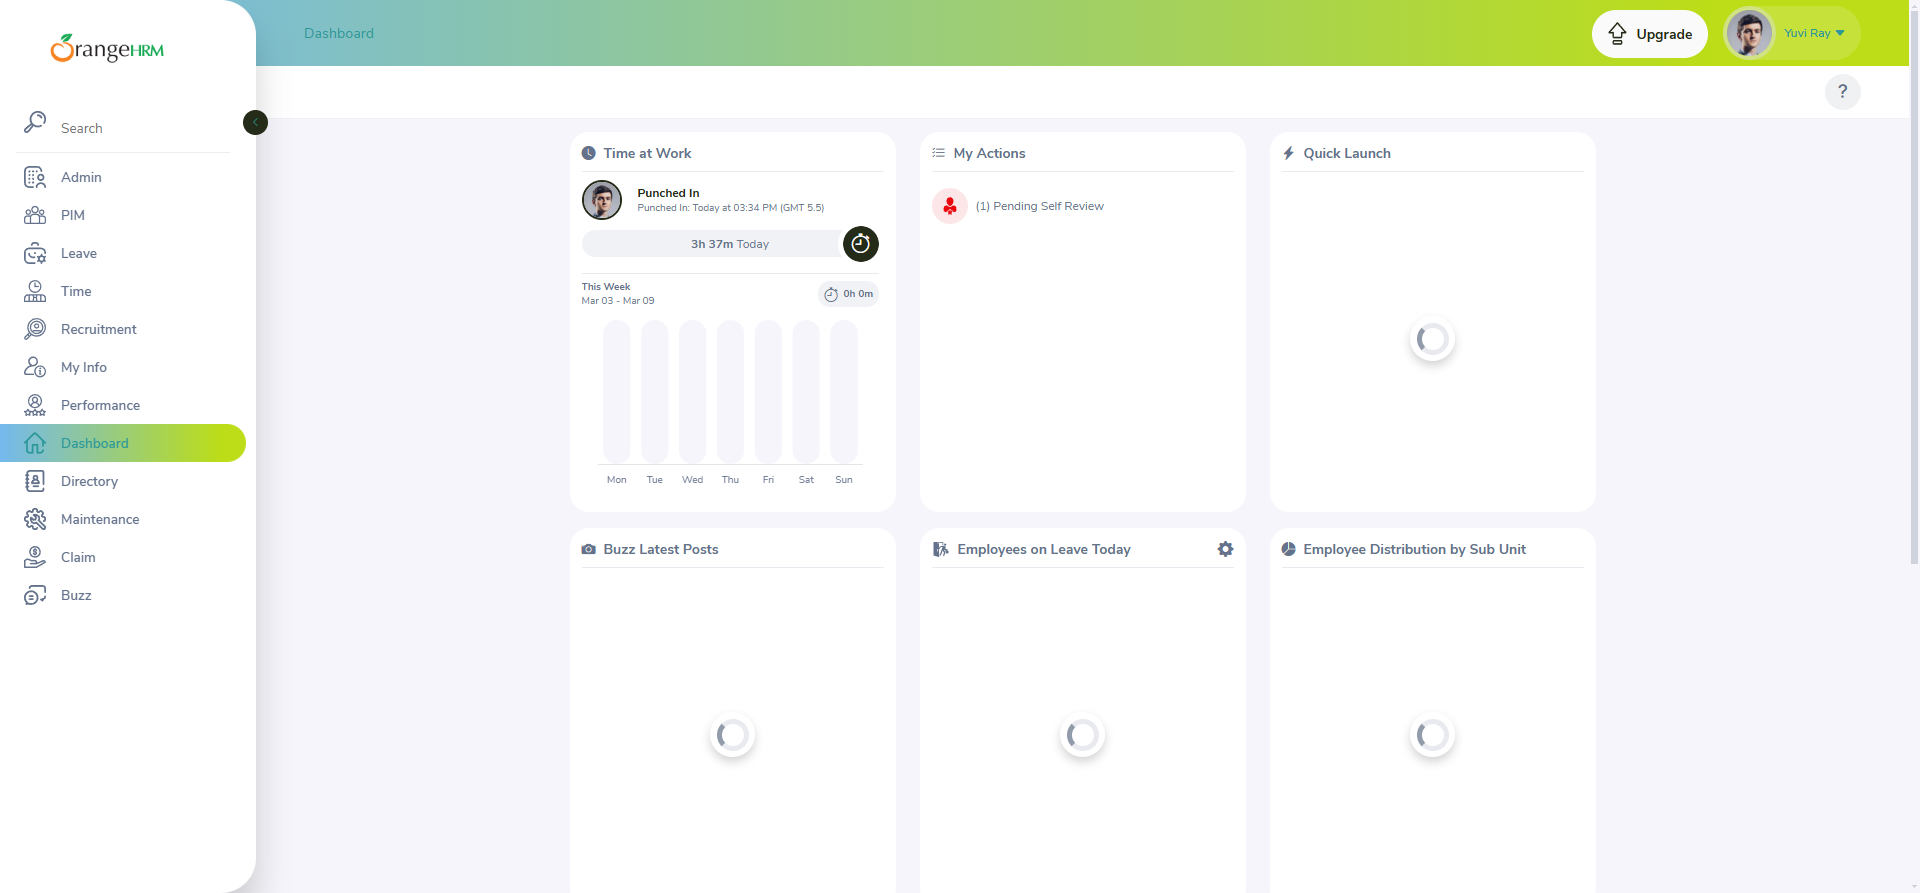 OrangeHRM
Dashboard
Upgrade
Yuvi Ray
?
Search
Admin
PIM
Leave
Time
Recruitment
My Info
Performance
Dashboard
Directory
Maintenance
Claim
Buzz
Time at Work
Punched In
Punched In: Today at 03:34 PM (GMT 5.5)
3h 37m Today
This Week
Mar 03 - Mar 09
0h 0m
Mon Tue Wed Thu Fri Sat Sun
My Actions
(1) Pending Self Review
Quick Launch
Buzz Latest Posts
Employees on Leave Today
Employee Distribution by Sub Unit